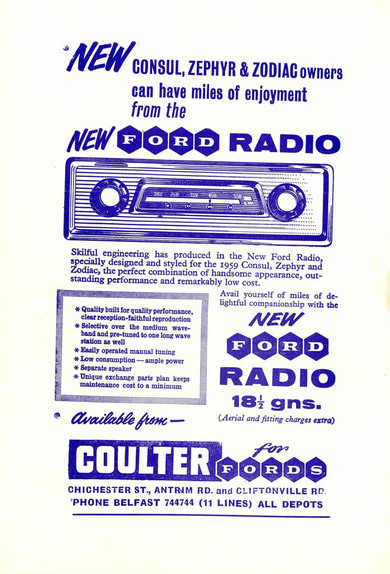 NEW CONSUL, ZEPHYR & ZODIAC owners
can have miles of enjoyment
from the
NEW FORD RADIO
Skilful engineering has produced in the New Ford Radio,
specially designed and styled for the 1959 Consul, Zephyr and
Zodiac, the perfect combination of handsome appearance, out-
standing performance and remarkably low cost.
* Quality built for quality performance,
clear reception-faithful reproduction
* Selective over the medium wave-
band and pre-tuned to one long wave
station as well
* Easily operated manual tuning
* Low consumption — ample power
* Separate speaker
* Unique exchange parts plan keeps
maintenance cost to a minimum
Avail yourself of miles of de-
lightful companionship with the
NEW
FORD
RADIO
18½ gns.
(Aerial and fitting charges extra)
Available from —
COULTER for FORDS
CHICHESTER ST., ANTRIM RD. and CLIFTONVILLE RD.
'PHONE BELFAST 744744 (11 LINES) ALL DEPOTS